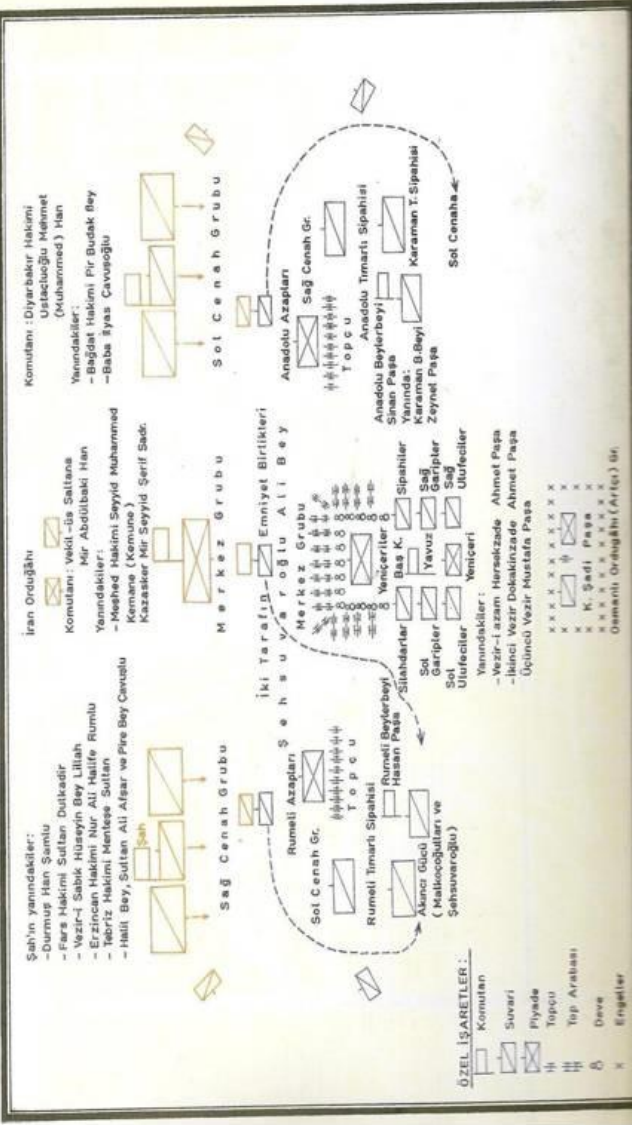 İran Orduğâhı
Şah'ın yanındakiler:
-Durmuş Han Şamlu
-Fars Hakimi Sultan Dulkadir
-Vezir-i Sabık Hüseyin Bey Lillah
-Erzincan Hakimi Nur Ali Halife Rumlu
-Tebriz Hakimi Menteşe Sultan
-Halil Bey, Sultan Ali Afşar ve Pire Bey Çavuşlu
Şah
Sağ Cenah Grubu
Komutanı: Vekil-üs Saltana
Mir Abdülbaki Han
Yanındakiler:
-Meşhed Hakimi Seyyid Muhammed
Kemane (Kemune)
Kazasker Mir Seyyid Şerif Sadr.
Merkez Grubu
Komutanı: Diyarbakır Hakimi
Ustacluoğlu Mehmet
(Muhammed) Han
Yanındakiler:
-Bağdat Hakimi Pir Budak Bey
-Baba İlyas Çavuşoğlu
Sol Cenah Grubu
İki Tarafın Emniyet Birlikleri
Şehsuvaroğlu Ali Bey
Rumeli Azapları
Sol Cenah Gr.
Topçu
Rumeli Tımarlı Sipahisi
Rumeli Beylerbeyi
Hasan Paşa
Akıncı Gücü
(Malkoçoğulları ve
Şehsuvaroğlu)
Merkez Grubu
Yeniçeriler
Silahdarlar
Baş K.
Sipahiler
Sol
Garipler
Yavuz
Sağ
Garipler
Sol
Ulufeciler
Yeniçeri
Sağ
Ulufeciler
Yanındakiler:
-Vezir-i azam Hersekzade Ahmet Paşa
-İkinci Vezir Dokakinzade Ahmet Paşa
Üçüncü Vezir Mustafa Paşa
K. Şadi Paşa
Osmanlı Orduğâhı (Artçı) Gr.
Anadolu Azapları
Sağ Cenah Gr.
Topçu
Anadolu Tımarlı Sipahisi
Anadolu Beylerbeyi
Sinan Paşa
Yanında:
Karaman B.Beyi
Zeynel Paşa
Karaman T. Sipahisi
Sol Cenaha
ÖZEL İŞARETLER:
Komutan
Süvari
Piyade
Topçu
Top Arabası
Deve
Engeller